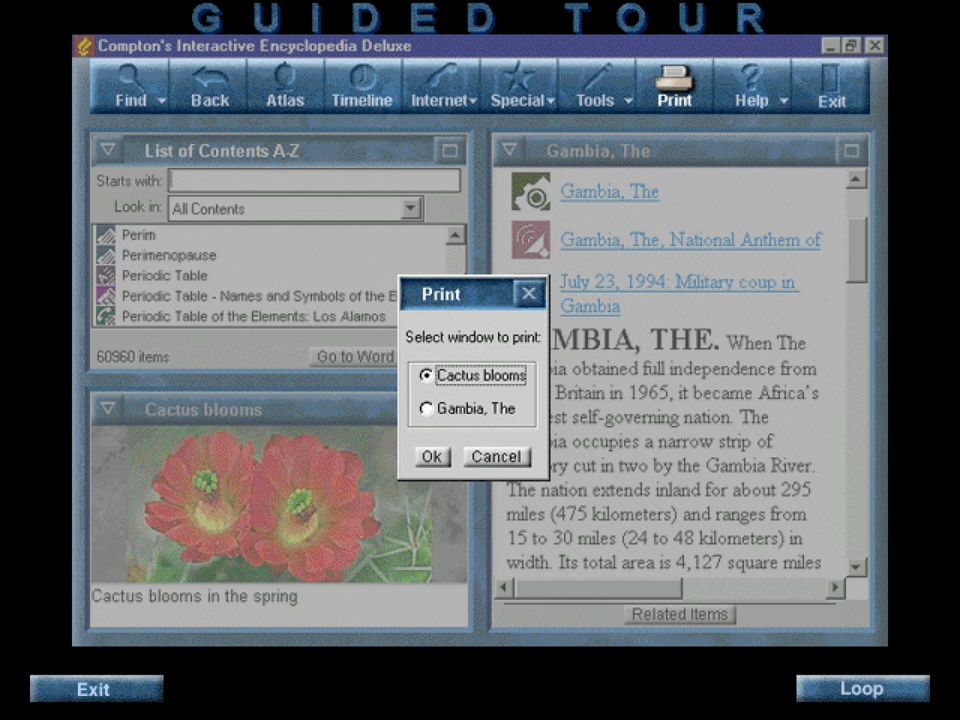 GUIDED TOUR
Compton's Interactive Encyclopedia Deluxe
Find Back Atlas Timeline Internet Special Tools Print Help Exit
List of Contents A-Z
Starts with:
Look in: All Contents
Perim
Perimenopause
Periodic Table
Periodic Table - Names and Symbols of the E
Periodic Table of the Elements: Los Alamos
60960 items
Go to Word
Cactus blooms
Cactus blooms in the spring
Print
Select window to print:
Cactus blooms
Gambia, The
Ok Cancel
Gambia, The
Gambia, The
Gambia, The, National Anthem of
July 23, 1994: Military coup in
Gambia
MBIA, THE. When The
ia obtained full independence from
Britain in 1965, it became Africa's
est self-governing nation. The
ia occupies a narrow strip of
ry cut in two by the Gambia River.
The nation extends inland for about 295
miles (475 kilometers) and ranges from
15 to 30 miles (24 to 48 kilometers) in
width. Its total area is 4,127 square miles
Related Items
Exit
Loop